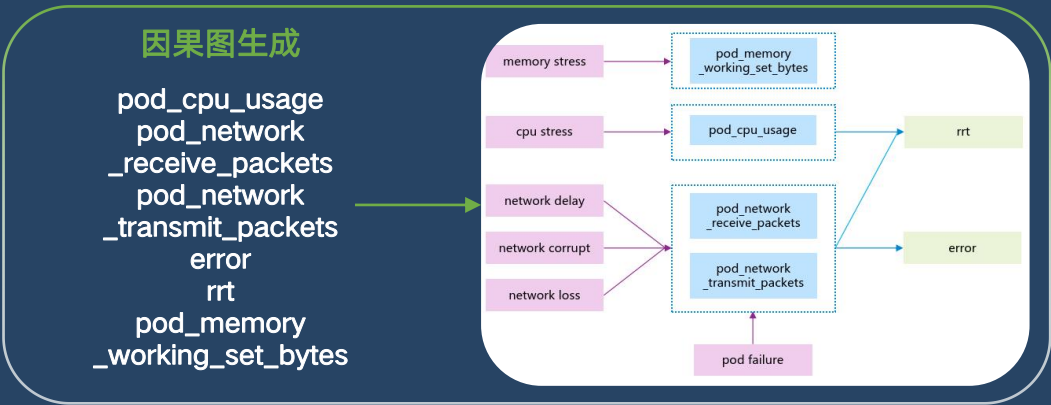 因果图生成
pod_cpu_usage
pod_network
_receive_packets
pod_network
_transmit_packets
error
rrt
pod_memory
_working_set_bytes
memory stress
pod_memory
_working_set_bytes
cpu stress
pod_cpu_usage
rrt
network delay
network corrupt
network loss
pod_network
_receive_packets
pod_network
_transmit_packets
error
pod failure